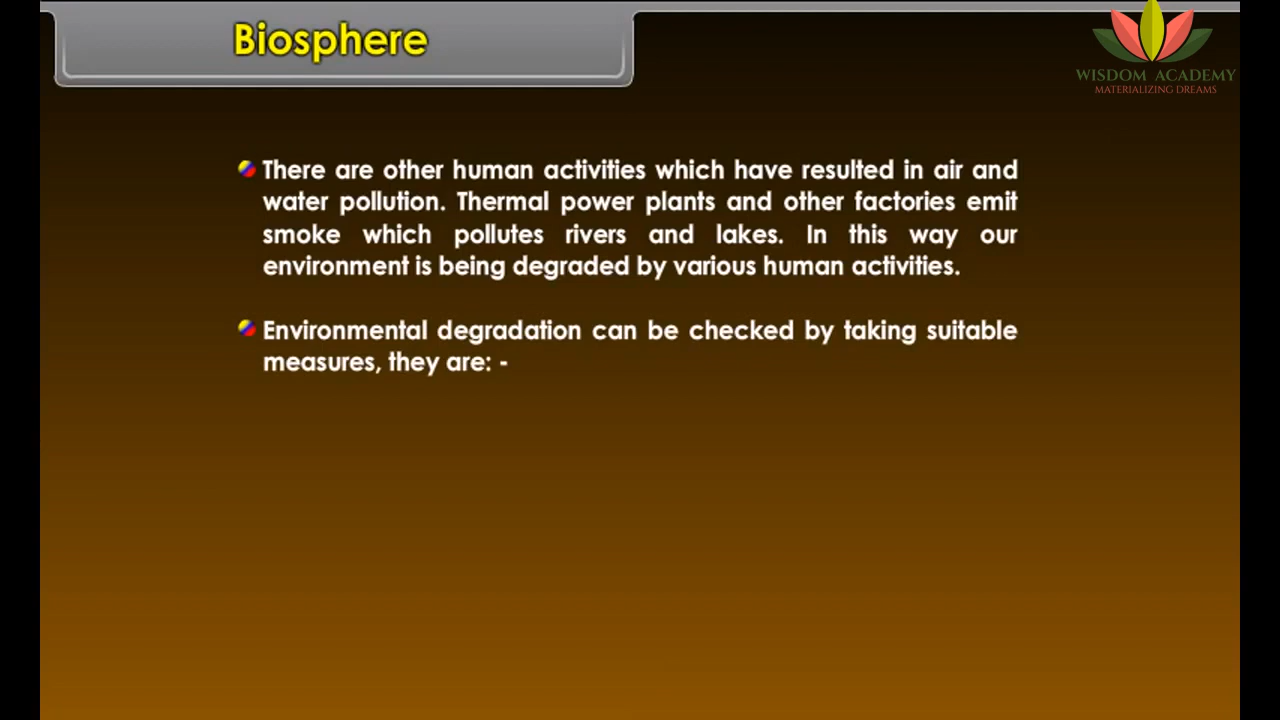 Biosphere
WISDOM ACADEMY
MATERIALIZING DREAMS
There are other human activities which have resulted in air and
water pollution. Thermal power plants and other factories emit
smoke which pollutes rivers and lakes. In this way our
environment is being degraded by various human activities.
Environmental degradation can be checked by taking suitable
measures, they are: -